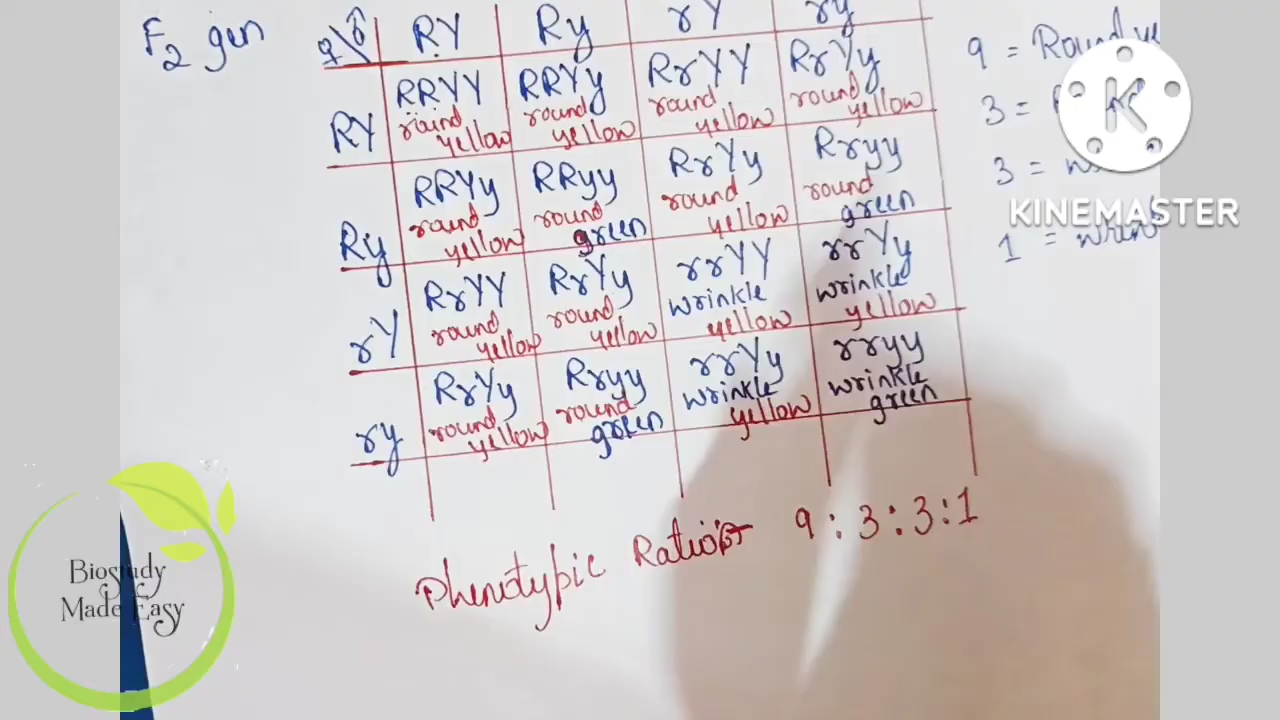 F2 gen
♀\♂ RY Ry rY ry
RY RRYY round yellow RRYy round yellow RrYY round yellow RrYy round yellow
Ry RRYy round yellow RRyy round green RrYy round yellow Rryy round green
rY RrYY round yellow RrYy round yellow rrYY wrinkle yellow rrYy wrinkle yellow
ry RrYy round yellow Rryy round green rrYy wrinkle yellow rryy wrinkle green
9 = Round
3 =
3 =
1 =
KINEMASTER
Phenotypic Ratio 9:3:3:1
Biostudy
Made Easy